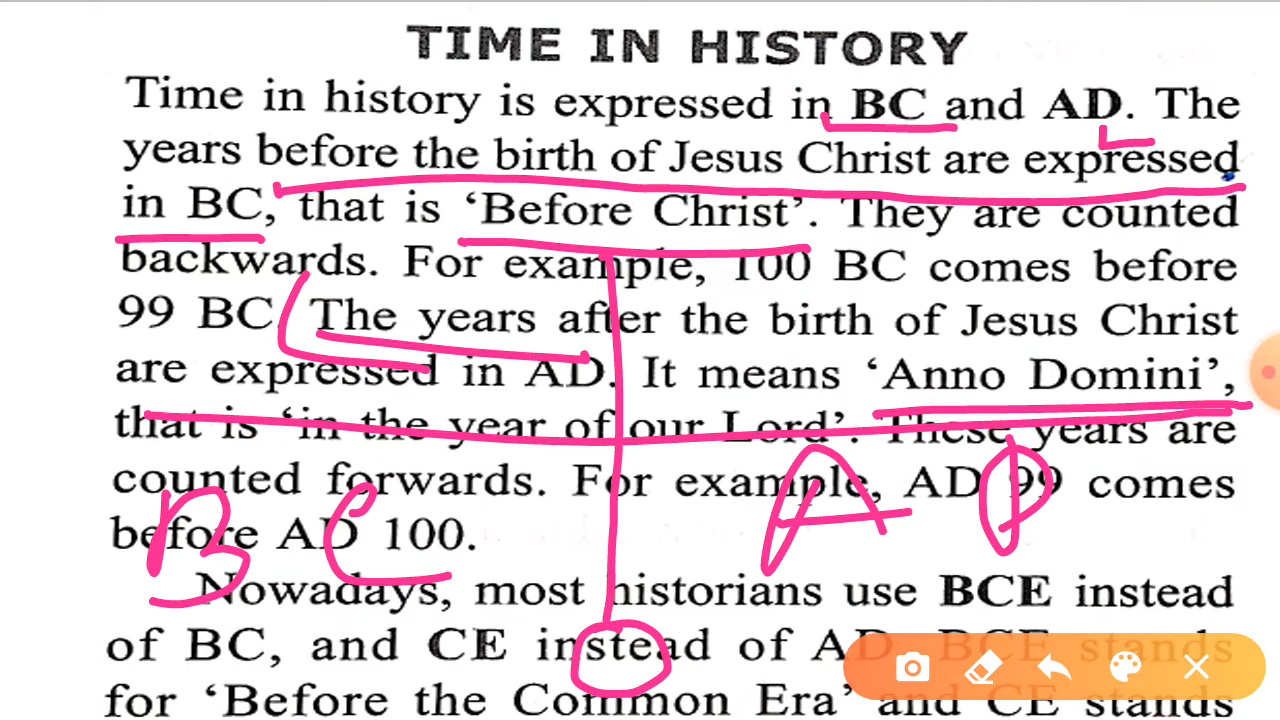 TIME IN HISTORY
Time in history is expressed in BC and AD. The
years before the birth of Jesus Christ are expressed
in BC, that is ‘Before Christ’. They are counted
backwards. For example, 100 BC comes before
99 BC. The years after the birth of Jesus Christ
are expressed in AD. It means ‘Anno Domini’,
that is ‘in the year of our Lord’. These years are
counted forwards. For example, AD 99 comes
before AD 100.
B C A D
Nowadays, most historians use BCE instead
of BC, and CE instead of AD. BCE stands
for ‘Before the Common Era’ and CE stands